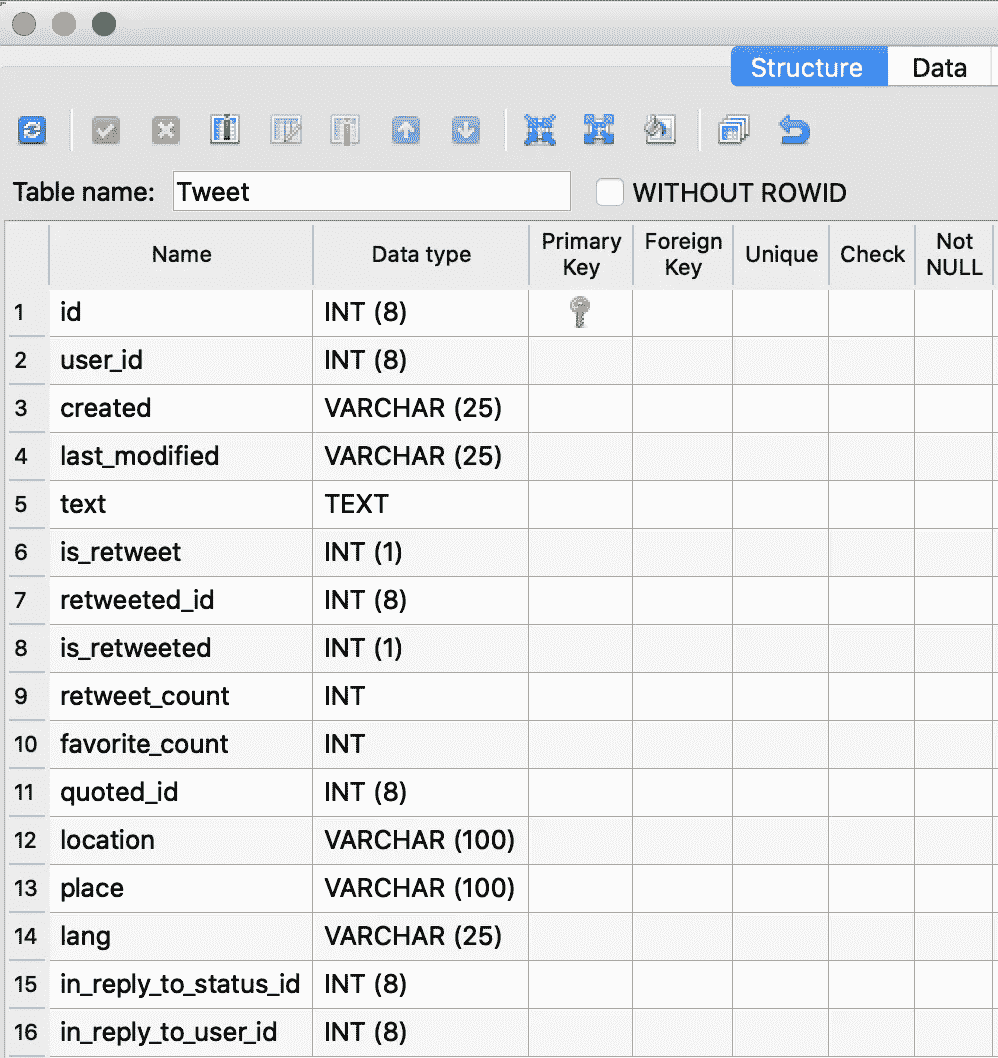 Structure Data
Table name: Tweet WITHOUT ROWID
Name Data type Primary Key Foreign Key Unique Check Not NULL
1 id INT (8)
2 user_id INT (8)
3 created VARCHAR (25)
4 last_modified VARCHAR (25)
5 text TEXT
6 is_retweet INT (1)
7 retweeted_id INT (8)
8 is_retweeted INT (1)
9 retweet_count INT
10 favorite_count INT
11 quoted_id INT (8)
12 location VARCHAR (100)
13 place VARCHAR (100)
14 lang VARCHAR (25)
15 in_reply_to_status_id INT (8)
16 in_reply_to_user_id INT (8)